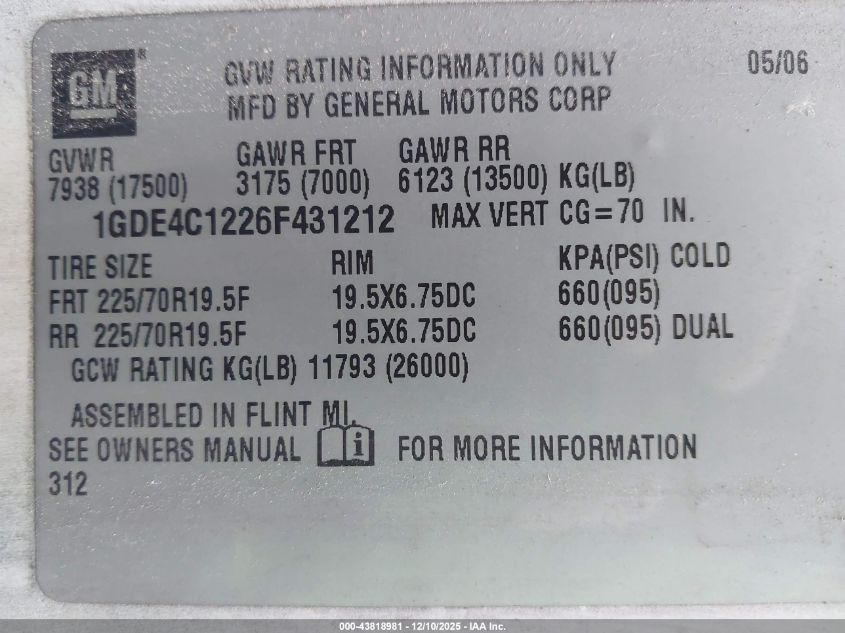 GM®
GVW RATING INFORMATION ONLY 05/06
MFD BY GENERAL MOTORS CORP
GVWR GAWR FRT GAWR RR
7938 (17500) 3175 (7000) 6123 (13500) KG(LB)
1GDE4C1226F431212 MAX VERT CG=70 IN.
TIRE SIZE RIM KPA(PSI) COLD
FRT 225/70R19.5F 19.5X6.75DC 660(095)
RR 225/70R19.5F 19.5X6.75DC 660(095) DUAL
GCW RATING KG(LB) 11793 (26000)
ASSEMBLED IN FLINT MI.
SEE OWNERS MANUAL i FOR MORE INFORMATION
312
000-43818981 - 12/10/2025 - IAA Inc.